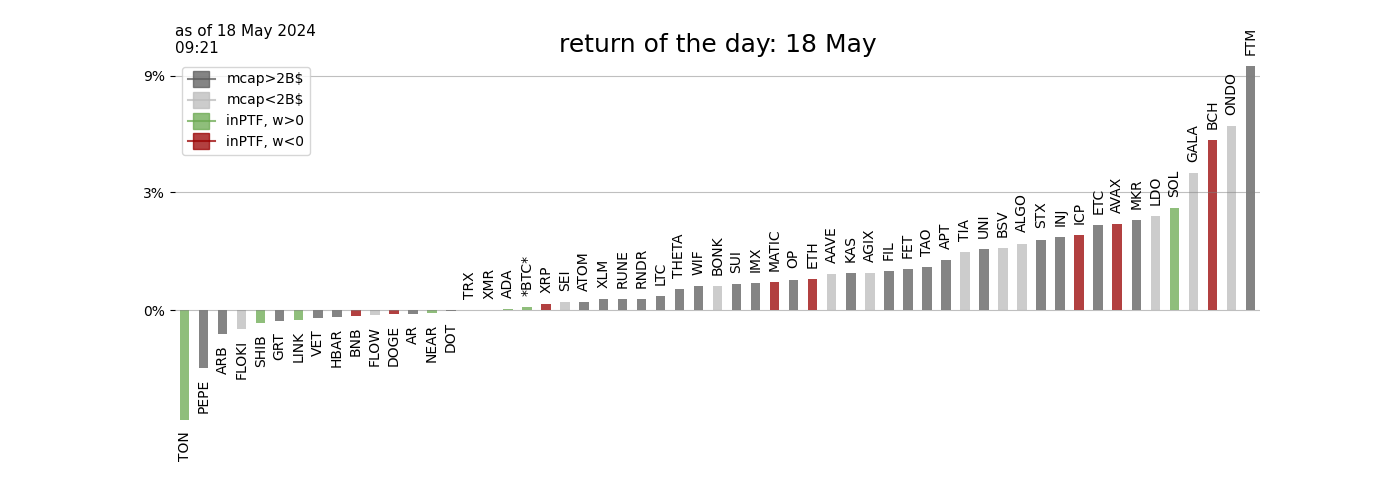 as of 18 May 2024
09:21
return of the day: 18 May
mcap>2B$
mcap<2B$
inPTF, w>0
inPTF, w<0
9%
3%
0%
TON
PEPE
ARB
FLOKI
SHIB
GRT
LINK
VET
HBAR
BNB
FLOW
DOGE
AR
NEAR
DOT
TRX
XMR
ADA
*BTC*
XRP
SEI
ATOM
XLM
RUNE
RNDR
LTC
THETA
WIF
BONK
SUI
IMX
MATIC
OP
ETH
AAVE
KAS
AGIX
FIL
FET
TAO
APT
TIA
UNI
BSV
ALGO
STX
INJ
ICP
ETC
AVAX
MKR
LDO
SOL
GALA
BCH
ONDO
FTM